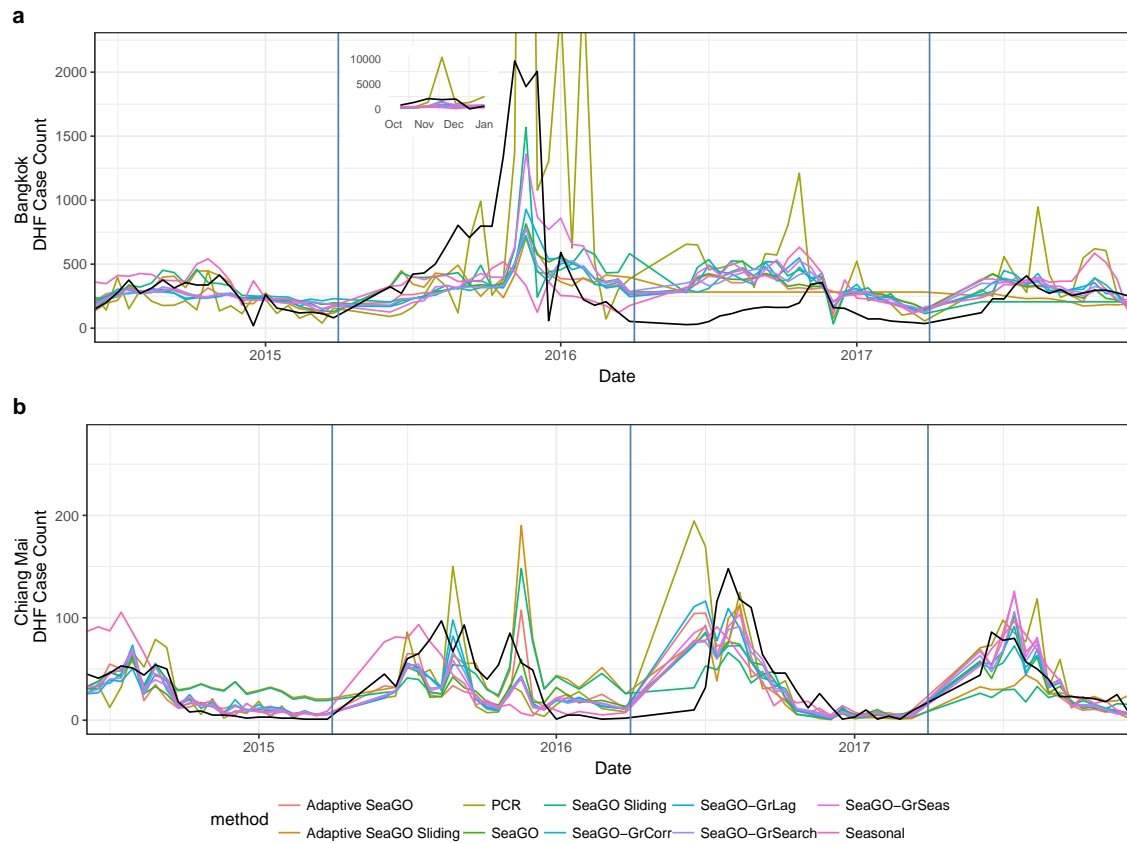 a
Bangkok
DHF Case Count
2000
1500
1000
500
0
10000
5000
0
Oct Nov Dec Jan
2015 2016 2017
Date
b
Chiang Mai
DHF Case Count
200
100
0
2015 2016 2017
Date
method
Adaptive SeaGO PCR SeaGO Sliding SeaGO−GrLag SeaGO−GrSeas
Adaptive SeaGO Sliding SeaGO SeaGO−GrCorr SeaGO−GrSearch Seasonal